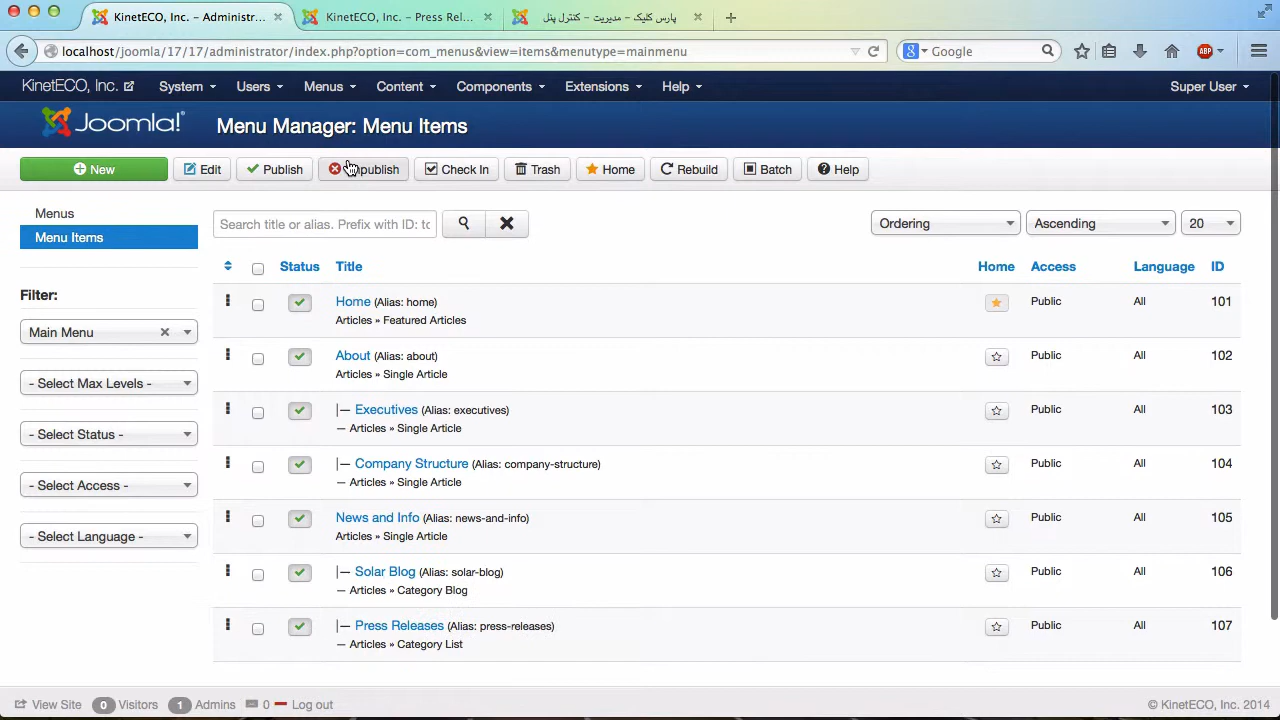 KinetECO, Inc. - Administr...
KinetECO, Inc. - Press Rel...
پارس کلیک - مدیریت - کنترل پنل
localhost/joomla/17/17/administrator/index.php?option=com_menus&view=items&menutype=mainmenu
8 Google
ABP
KinetECO, Inc. System Users Menus Content Components Extensions Help Super User
Joomla! Menu Manager: Menu Items
New Edit Publish Check In Trash Home Rebuild Batch Help
Menus
Menu Items
Search title or alias. Prefix with ID: to
Ordering Ascending 20
Filter:
Main Menu
- Select Max Levels -
- Select Status -
- Select Access -
- Select Language -
Status Title Home Access Language ID
Home (Alias: home) Public All 101
Articles » Featured Articles
About (Alias: about) Public All 102
Articles » Single Article
|— Executives (Alias: executives) Public All 103
— Articles » Single Article
|— Company Structure (Alias: company-structure) Public All 104
— Articles » Single Article
News and Info (Alias: news-and-info) Public All 105
Articles » Single Article
|— Solar Blog (Alias: solar-blog) Public All 106
— Articles » Category Blog
|— Press Releases (Alias: press-releases) Public All 107
— Articles » Category List
View Site 0 Visitors 1 Admins 0 Log out © KinetECO, Inc. 2014